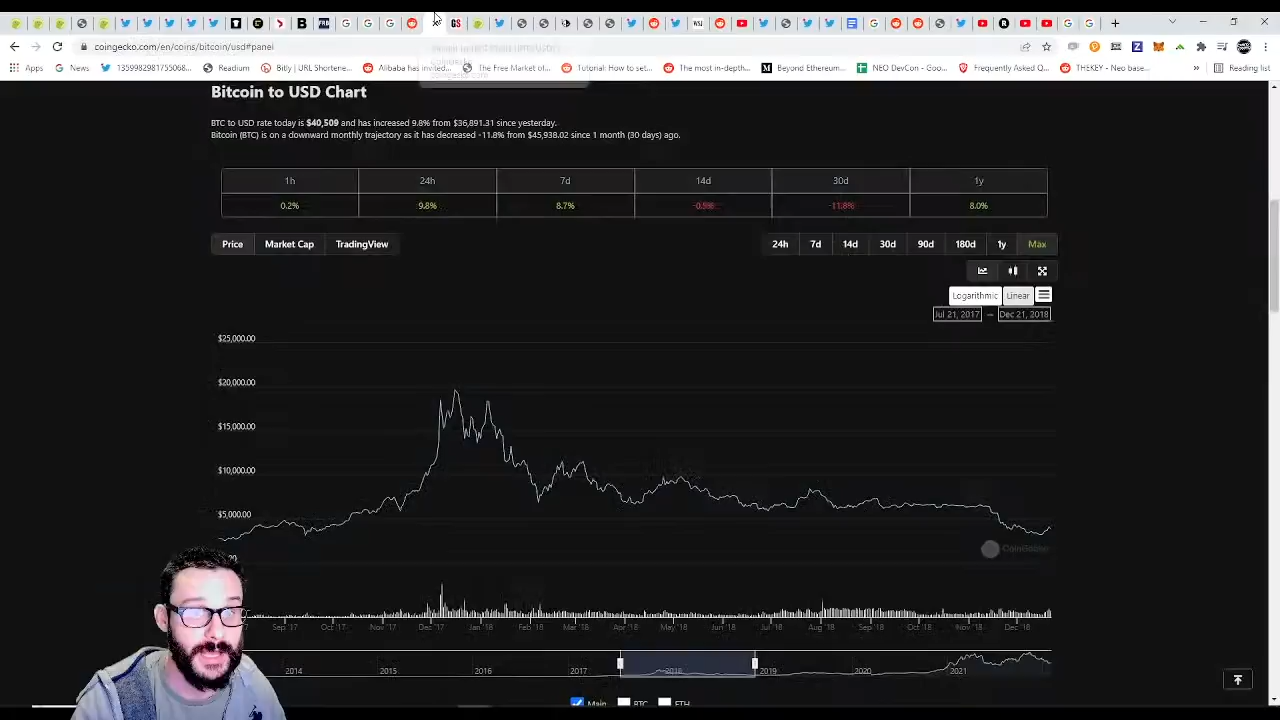 coingecko.com/en/coins/bitcoin/usd#panel
Apps
News
1359982981755068...
Readium
Bitly | URL Shortene...
Alibaba has invited...
The Free Market of...
Tutorial: How to set...
The most in-depth...
Beyond Ethereum...
NEO DevCon - Goo...
Frequently Asked Q...
THEKEY - Neo base...
Reading list
Bitcoin to USD Chart
BTC to USD rate today is $40,509 and has increased 9.8% from $36,891.31 since yesterday.
Bitcoin (BTC) is on a downward monthly trajectory as it has decreased -11.8% from $45,938.02 since 1 month (30 days) ago.
1h 24h 7d 14d 30d 1y
0.2% 9.8% 8.7% -0.5% -11.8% 8.0%
Price Market Cap TradingView
24h 7d 14d 30d 90d 180d 1y Max
Logarithmic Linear
Jul 21, 2017 – Dec 21, 2018
$25,000.00
$20,000.00
$15,000.00
$10,000.00
$5,000.00
CoinGecko
Sep '17 Oct '17 Nov '17 Dec '17 Jan '18 Feb '18 Mar '18 Apr '18 May '18 Jun '18 Jul '18 Aug '18 Sep '18 Oct '18 Nov '18 Dec '18
2014 2015 2016 2017 2018 2019 2020 2021
Main BTC ETH